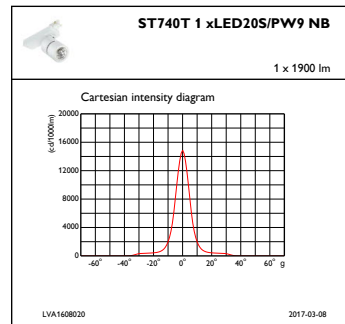 ST740T 1 xLED20S/PW9 NB
1 x 1900 lm
Cartesian intensity diagram
(cd/1000lm)
20000
16000
12000
8000
4000
0
-60° -40° -20° 0° 20° 40° 60° g
LVA1608020 2017-03-08